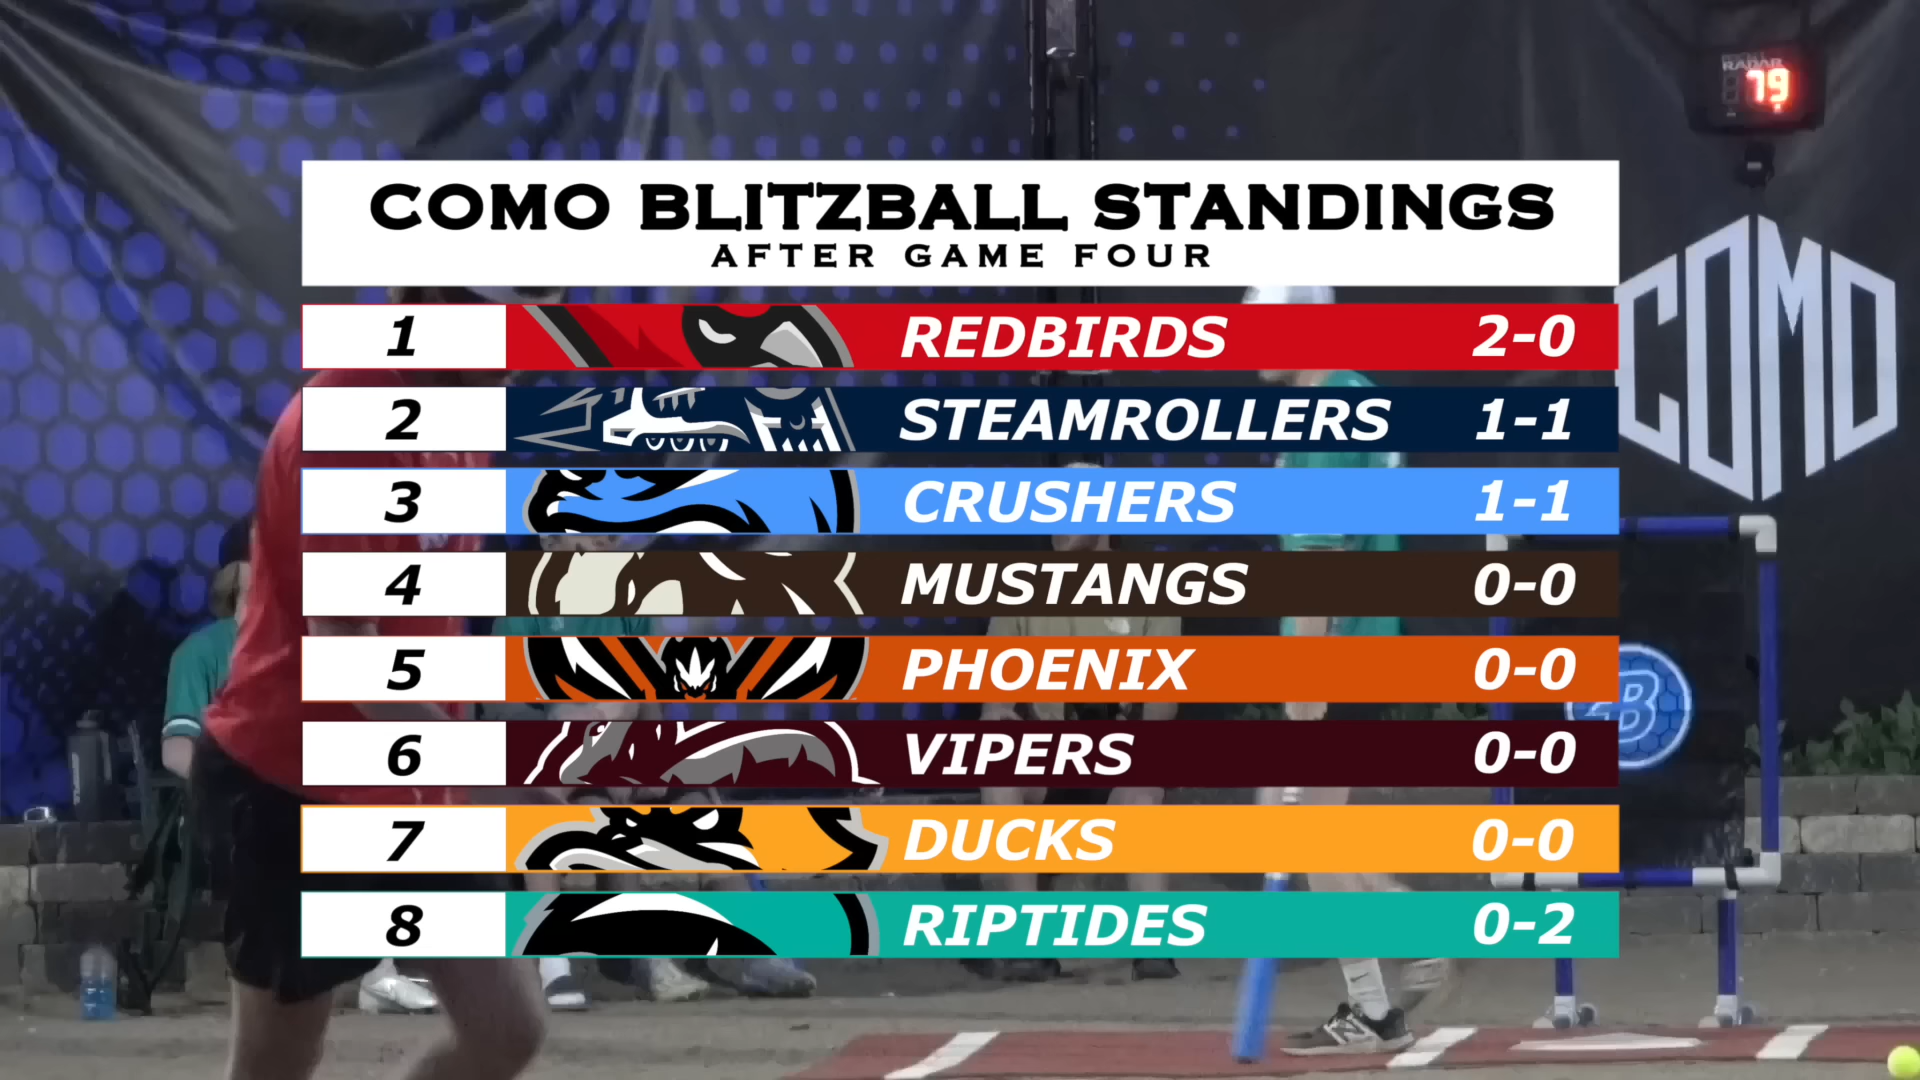 RADAR
79
COMO BLITZBALL STANDINGS
AFTER GAME FOUR
COMO
1 REDBIRDS 2-0
2 STEAMROLLERS 1-1
3 CRUSHERS 1-1
4 MUSTANGS 0-0
5 PHOENIX 0-0
6 VIPERS 0-0
B
7 DUCKS 0-0
8 RIPTIDES 0-2